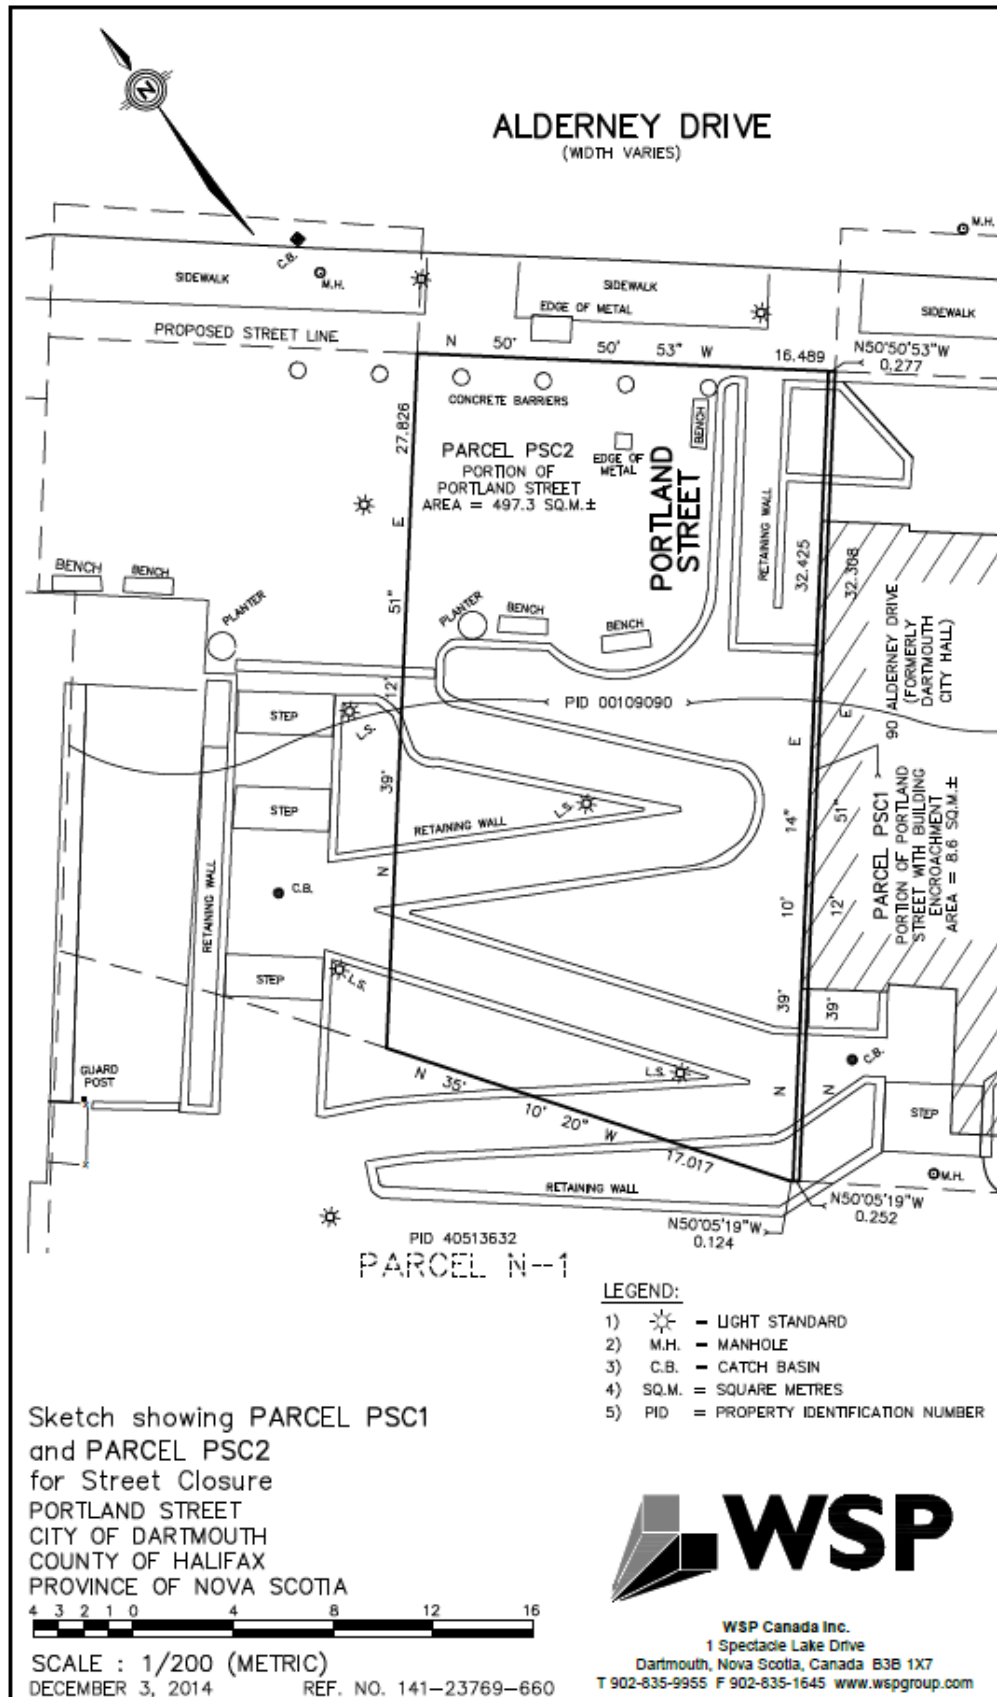 N
ALDERNEY DRIVE
(WIDTH VARIES)
M.H.
C.B.
M.H.
SIDEWALK
SIDEWALK
SIDEWALK
EDGE OF METAL
PROPOSED STREET LINE
N 50° 50' 53" W
16.489
N50°50'53"W
0.277
CONCRETE BARRIERS
BENCH
27.826
PARCEL PSC2
PORTION OF
PORTLAND STREET
AREA = 497.3 SQ.M.±
EDGE OF
METAL
PORTLAND
STREET
RETAINING WALL
32.425
32.308
N 39° 12' 51" E
N 39° 10' 14" E
N 39° 12' 51" E
90 ALDERNEY DRIVE
(FORMERLY
DARTMOUTH
CITY HALL)
BENCH
BENCH
PLANTER
PLANTER
BENCH
BENCH
PID 00109090
STEP
L.S.
STEP
L.S.
RETAINING WALL
RETAINING WALL
C.B.
PARCEL PSC1
PORTION OF PORTLAND
STREET WITH BUILDING
ENCROACHMENT
AREA = 8.6 SQ.M.±
STEP
L.S.
L.S.
C.B.
GUARD
POST
N 35° 10' 20" W
17.017
STEP
M.H.
RETAINING WALL
N50°05'19"W
0.252
N50°05'19"W
0.124
PID 40513632
PARCEL N-1
LEGEND:
1) – LIGHT STANDARD
2) M.H. – MANHOLE
3) C.B. – CATCH BASIN
4) SQ.M. = SQUARE METRES
5) PID = PROPERTY IDENTIFICATION NUMBER
Sketch showing PARCEL PSC1
and PARCEL PSC2
for Street Closure
PORTLAND STREET
CITY OF DARTMOUTH
COUNTY OF HALIFAX
PROVINCE OF NOVA SCOTIA
4 3 2 1 0 4 8 12 16
SCALE : 1/200 (METRIC)
DECEMBER 3, 2014 REF. NO. 141-23769-660
WSP
WSP Canada Inc.
1 Spectacle Lake Drive
Dartmouth, Nova Scotia, Canada B3B 1X7
T 902-835-9955 F 902-835-1645 www.wspgroup.com